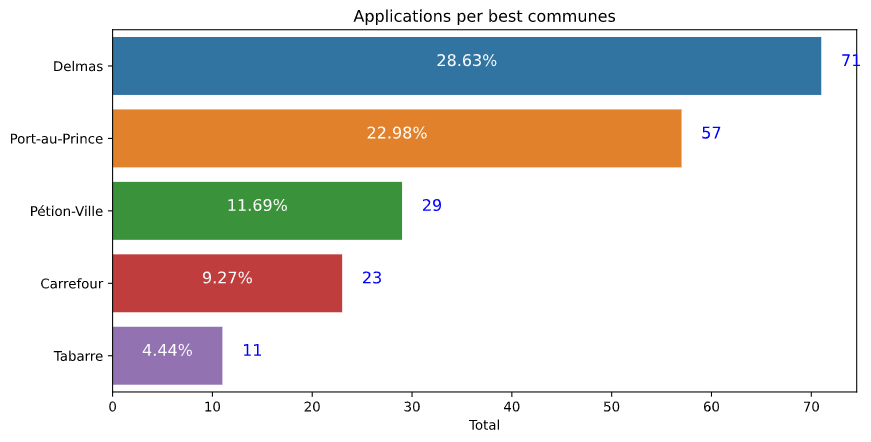 Applications per best communes
Delmas 28.63% 71
Port-au-Prince 22.98% 57
Pétion-Ville 11.69% 29
Carrefour 9.27% 23
Tabarre 4.44% 11
0 10 20 30 40 50 60 70
Total